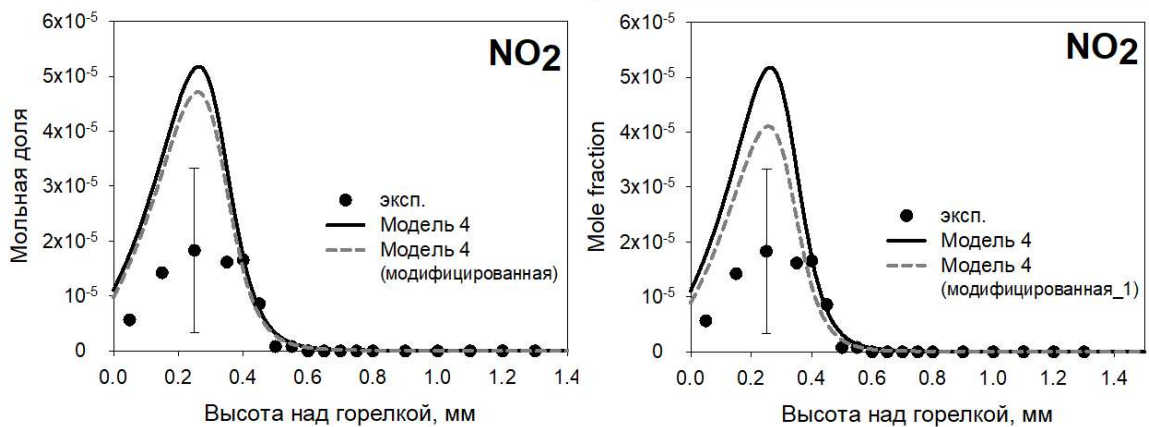 6x10-5
5x10-5
4x10-5
3x10-5
2x10-5
10-5
0
Мольная доля
NO2
эксп.
Модель 4
Модель 4
(модифицированная)
0.0 0.2 0.4 0.6 0.8 1.0 1.2 1.4
Высота над горелкой, мм
6x10-5
5x10-5
4x10-5
3x10-5
2x10-5
10-5
0
Mole fraction
NO2
эксп.
Модель 4
Модель 4
(модифицированная_1)
0.0 0.2 0.4 0.6 0.8 1.0 1.2 1.4
Высота над горелкой, мм